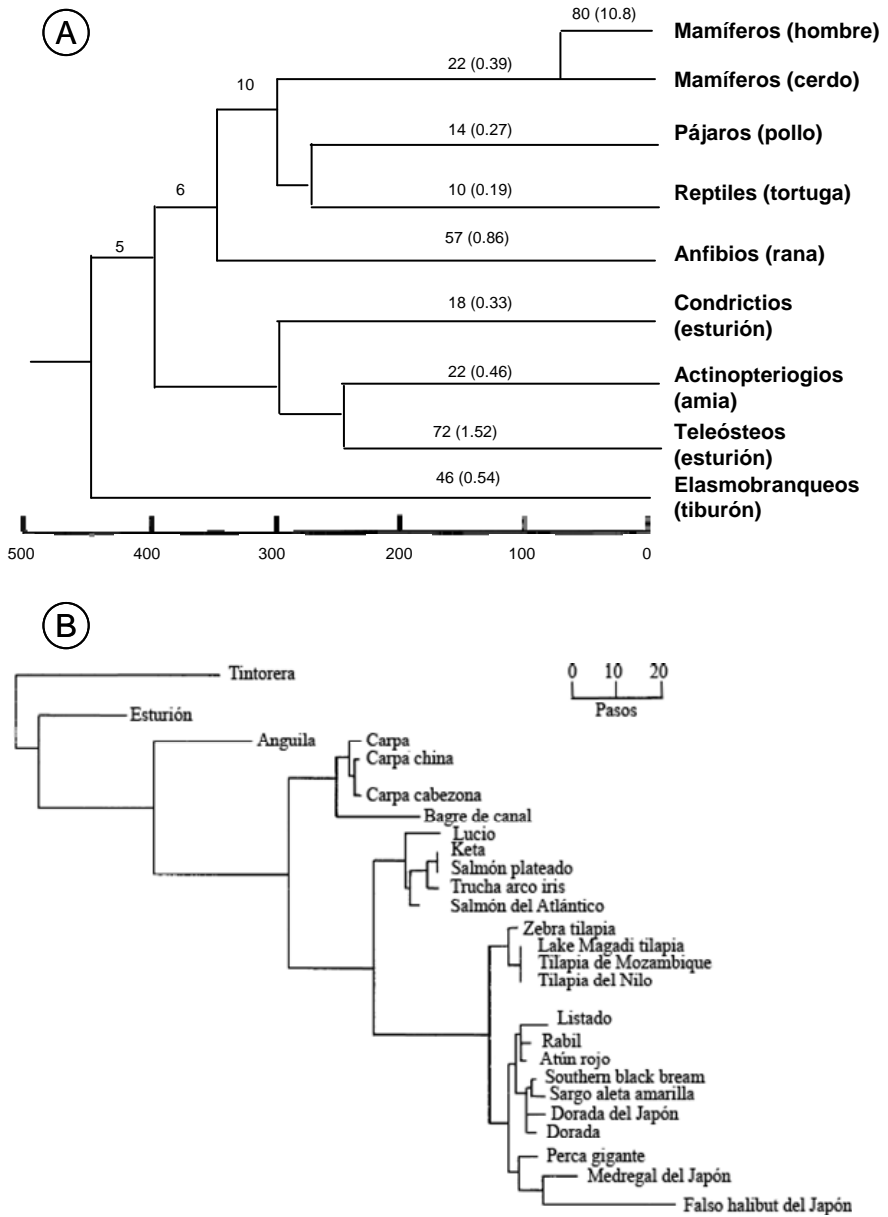 A
80 (10.8)
Mamíferos (hombre)
22 (0.39)
Mamíferos (cerdo)
10
14 (0.27)
Pájaros (pollo)
6
10 (0.19)
Reptiles (tortuga)
5
57 (0.86)
Anfibios (rana)
18 (0.33)
Condrictios
(esturión)
22 (0.46)
Actinopteriogios
(amia)
72 (1.52)
Teleósteos
(esturión)
46 (0.54)
Elasmobranqueos
(tiburón)
500 400 300 200 100 0
B
Tintorera
0 10 20
Pasos
Esturión
Anguila
Carpa
Carpa china
Carpa cabezona
Bagre de canal
Lucio
Keta
Salmón plateado
Trucha arco iris
Salmón del Atlántico
Zebra tilapia
Lake Magadi tilapia
Tilapia de Mozambique
Tilapia del Nilo
Listado
Rabil
Atún rojo
Southern black bream
Sargo aleta amarilla
Dorada del Japón
Dorada
Perca gigante
Medregal del Japón
Falso halibut del Japón